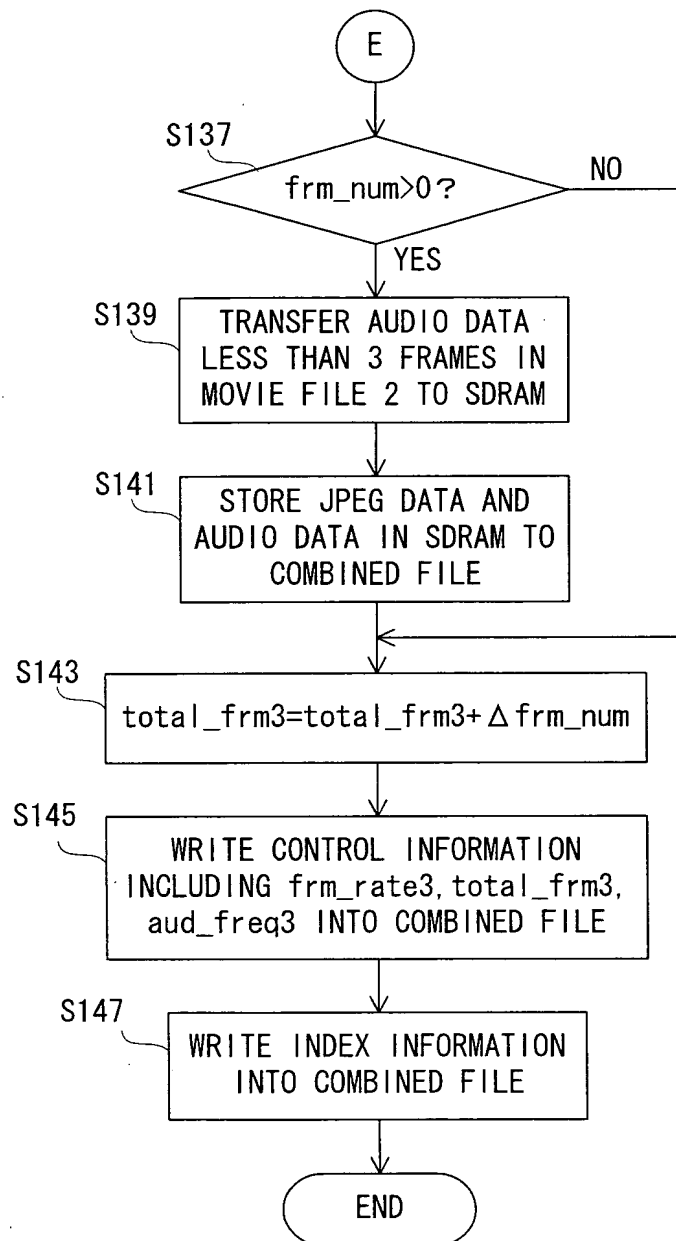 E
S137
frm_num>0?
NO
YES
S139
TRANSFER AUDIO DATA
LESS THAN 3 FRAMES IN
MOVIE FILE 2 TO SDRAM
S141
STORE JPEG DATA AND
AUDIO DATA IN SDRAM TO
COMBINED FILE
S143
total_frm3=total_frm3+Δfrm_num
S145
WRITE CONTROL INFORMATION
INCLUDING frm_rate3, total_frm3,
aud_freq3 INTO COMBINED FILE
S147
WRITE INDEX INFORMATION
INTO COMBINED FILE
END